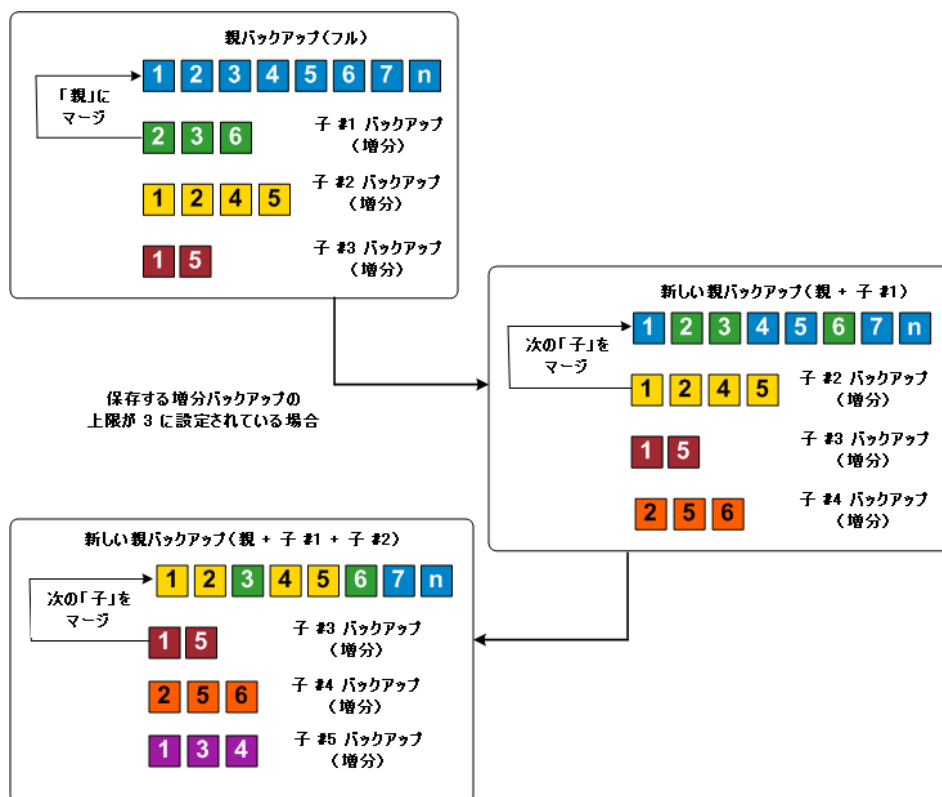 親バックアップ(フル)
1 2 3 4 5 6 7 n
「親」に
マージ
2 3 6
子 #1 バックアップ
(増分)
1 2 4 5
子 #2 バックアップ
(増分)
1 5
子 #3 バックアップ
(増分)
新しい親バックアップ(親 + 子 #1)
1 2 3 4 5 6 7 n
次の「子」を
マージ
1 2 4 5
子 #2 バックアップ
(増分)
1 5
子 #3 バックアップ
(増分)
2 5 6
子 #4 バックアップ
(増分)
保存する増分バックアップの
上限が 3 に設定されている場合
新しい親バックアップ(親 + 子 #1 + 子 #2)
1 2 3 4 5 6 7 n
次の「子」を
マージ
1 5
子 #3 バックアップ
(増分)
2 5 6
子 #4 バックアップ
(増分)
1 3 4
子 #5 バックアップ
(増分)